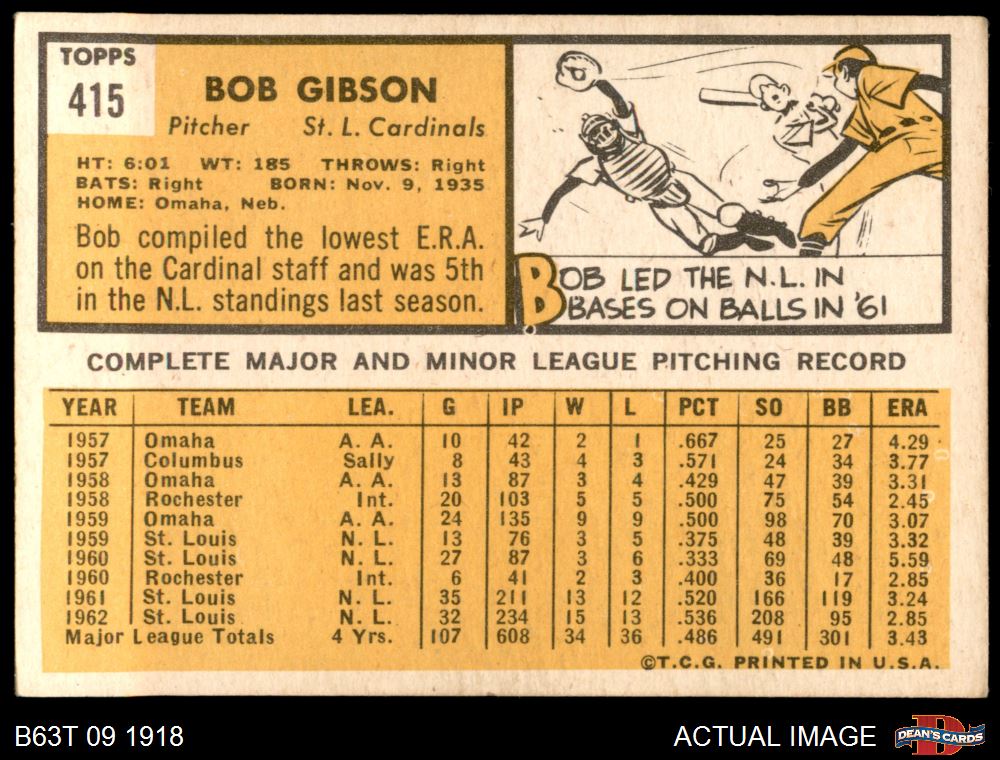 TOPPS
415
BOB GIBSON
Pitcher St. L. Cardinals
HT: 6:01 WT: 185 THROWS: Right
BATS: Right BORN: Nov. 9, 1935
HOME: Omaha, Neb.
Bob compiled the lowest E.R.A.
on the Cardinal staff and was 5th
in the N.L. standings last season.
BOB LED THE N.L. IN
BASES ON BALLS IN '61
COMPLETE MAJOR AND MINOR LEAGUE PITCHING RECORD
YEAR TEAM LEA. G IP W L PCT SO BB ERA
1957 Omaha A. A. 10 42 2 1 .667 25 27 4.29
1957 Columbus Sally 8 43 4 3 .571 24 34 3.77
1958 Omaha A. A. 13 87 3 4 .429 47 39 3.31
1958 Rochester Int. 20 103 5 5 .500 75 54 2.45
1959 Omaha A. A. 24 135 9 9 .500 98 70 3.07
1959 St. Louis N. L. 13 76 3 5 .375 48 39 3.32
1960 St. Louis N. L. 27 87 3 6 .333 69 48 5.59
1960 Rochester Int. 6 41 2 3 .400 36 17 2.85
1961 St. Louis N. L. 35 211 13 12 .520 166 119 3.24
1962 St. Louis N. L. 32 234 15 13 .536 208 95 2.85
Major League Totals 4 Yrs. 107 608 34 36 .486 491 301 3.43
©T.C.G. PRINTED IN U.S.A.
B63T 09 1918
ACTUAL IMAGE
DEAN'S CARDS